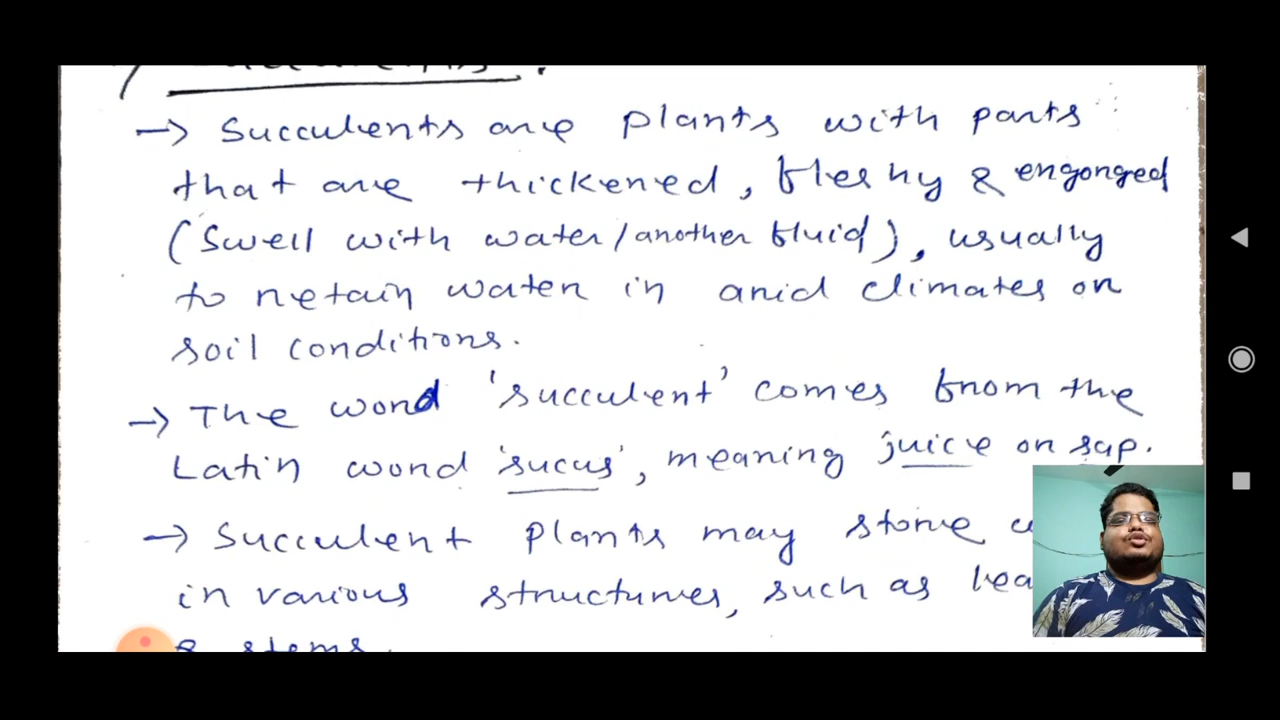 → Succulents are plants with parts
that are thickened, fleshy & engorged
(swell with water/another fluid), usually
to retain water in arid climates or
soil conditions.
→ The word 'succulent' comes from the
Latin word 'sucus', meaning juice or sap.
→ Succulent plants may store
in various structures, such as
& stems.